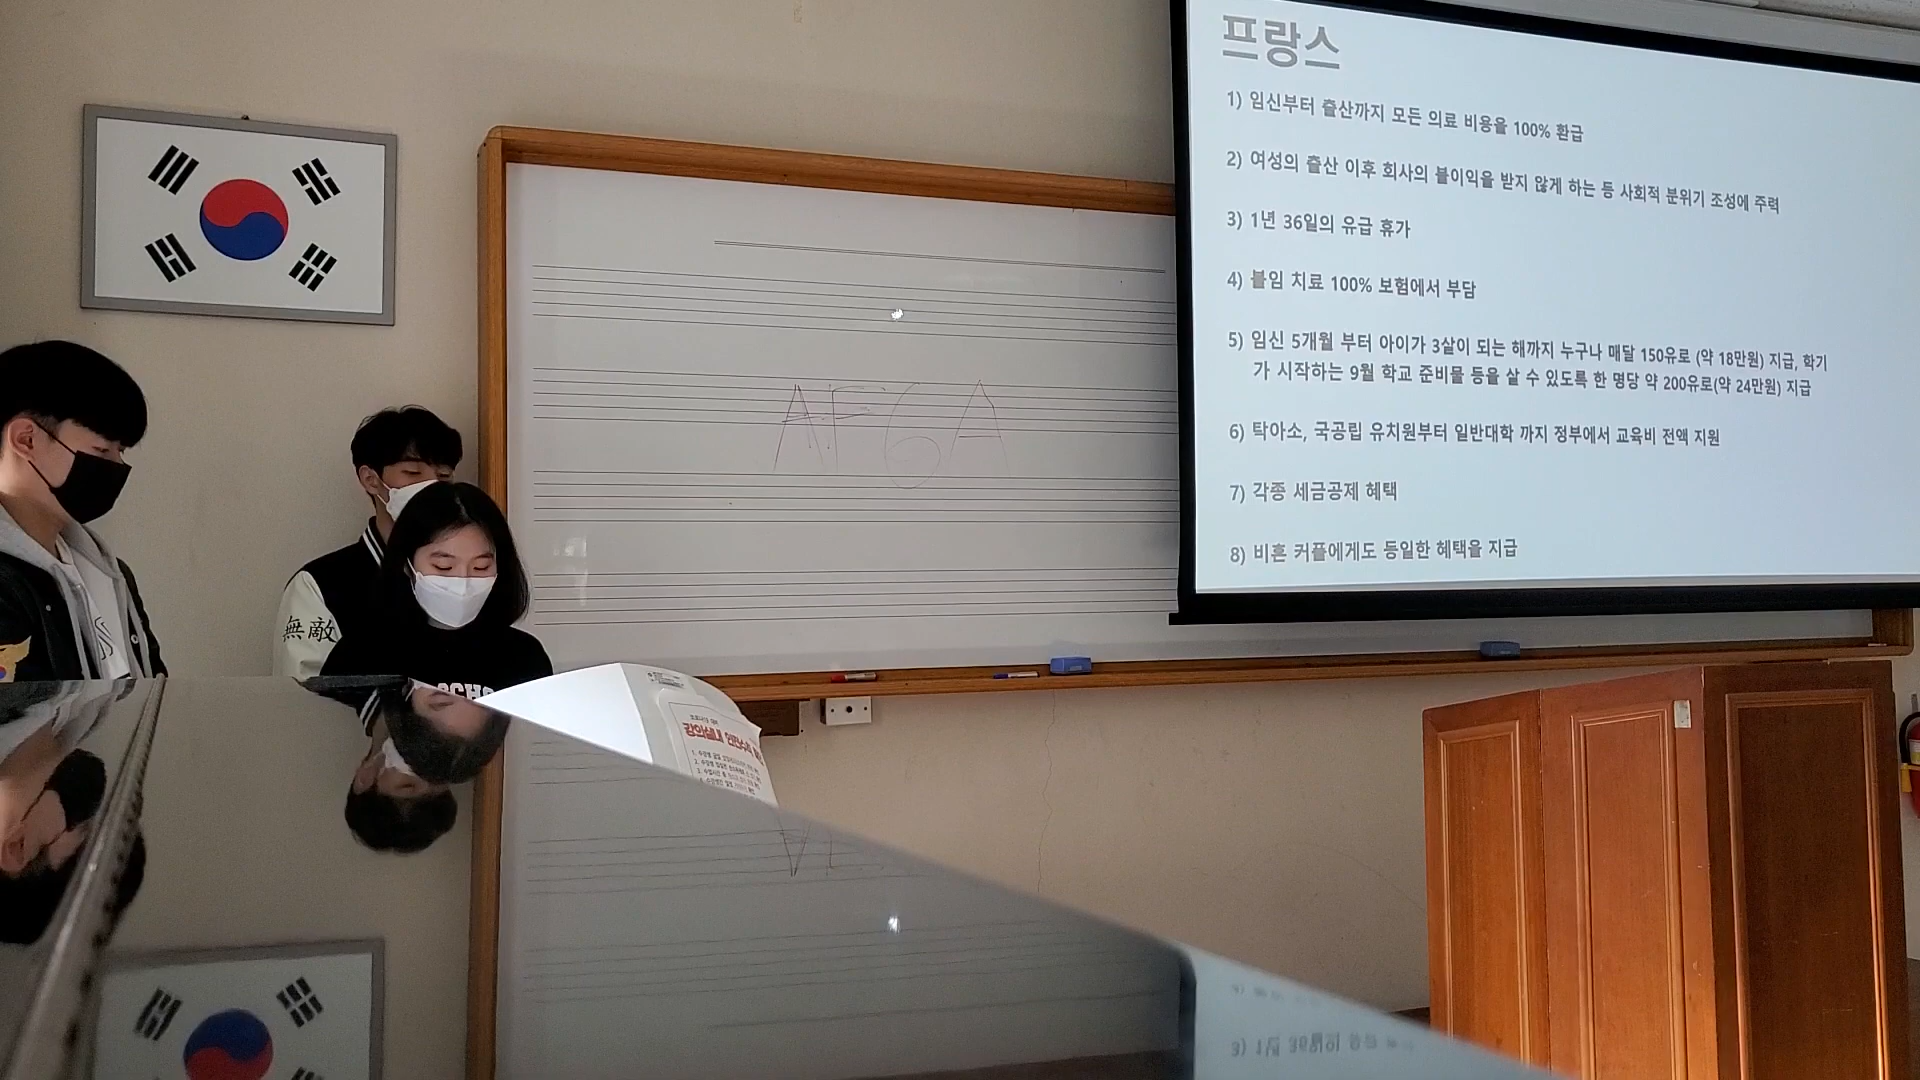 프랑스
1) 임신부터 출산까지 모든 의료 비용을 100% 환급
2) 여성의 출산 이후 회사의 불이익을 받지 않게 하는 등 사회적 분위기 조성에 주력
3) 1년 36일의 유급 휴가
4) 불임 치료 100% 보험에서 부담
5) 임신 5개월 부터 아이가 3살이 되는 해까지 누구나 매달 150유로 (약 18만원) 지급, 학기
가 시작하는 9월 학교 준비물 등을 살 수 있도록 한 명당 약 200유로(약 24만원) 지급
6) 탁아소, 국공립 유치원부터 일반대학 까지 정부에서 교육비 전액 지원
7) 각종 세금공제 혜택
8) 비혼 커플에게도 동일한 혜택을 지급
AFGA
無敵
강의실내